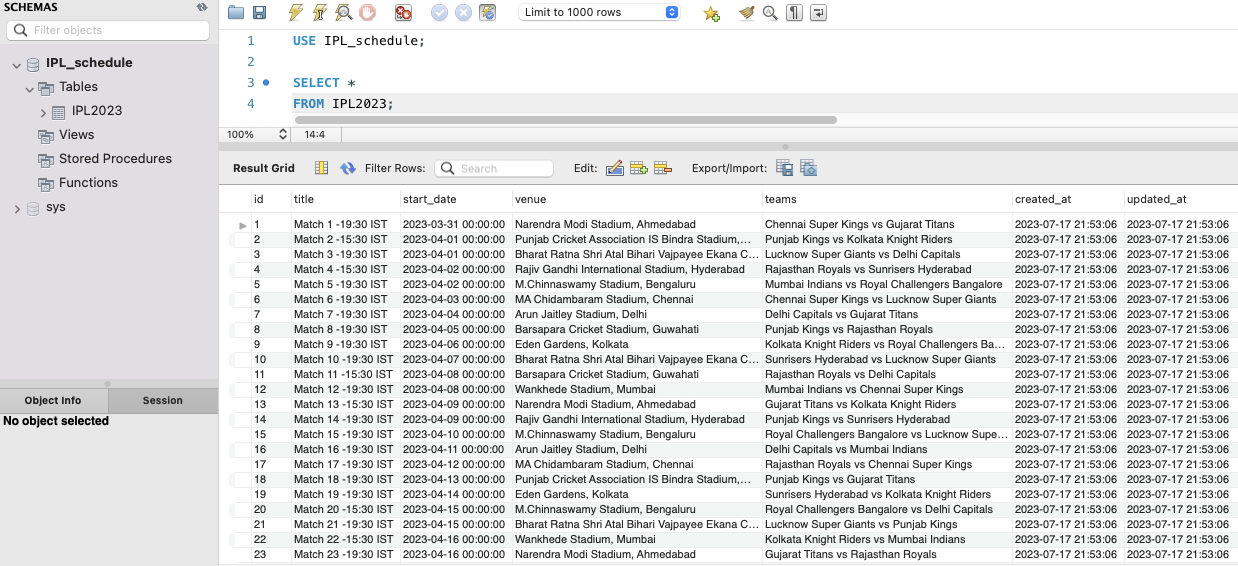 SCHEMAS
Filter objects
IPL_schedule
Tables
IPL2023
Views
Stored Procedures
Functions
sys
Object Info Session
No object selected
Limit to 1000 rows
1 USE IPL_schedule;
2
3 SELECT *
4 FROM IPL2023;
100% 14:4
Result Grid Filter Rows: Search Edit: Export/Import:
id title start_date venue teams created_at updated_at
1 Match 1 -19:30 IST 2023-03-31 00:00:00 Narendra Modi Stadium, Ahmedabad Chennai Super Kings vs Gujarat Titans 2023-07-17 21:53:06 2023-07-17 21:53:06
2 Match 2 -15:30 IST 2023-04-01 00:00:00 Punjab Cricket Association IS Bindra Stadium,... Punjab Kings vs Kolkata Knight Riders 2023-07-17 21:53:06 2023-07-17 21:53:06
3 Match 3 -19:30 IST 2023-04-01 00:00:00 Bharat Ratna Shri Atal Bihari Vajpayee Ekana C... Lucknow Super Giants vs Delhi Capitals 2023-07-17 21:53:06 2023-07-17 21:53:06
4 Match 4 -15:30 IST 2023-04-02 00:00:00 Rajiv Gandhi International Stadium, Hyderabad Rajasthan Royals vs Sunrisers Hyderabad 2023-07-17 21:53:06 2023-07-17 21:53:06
5 Match 5 -19:30 IST 2023-04-02 00:00:00 M.Chinnaswamy Stadium, Bengaluru Mumbai Indians vs Royal Challengers Bangalore 2023-07-17 21:53:06 2023-07-17 21:53:06
6 Match 6 -19:30 IST 2023-04-03 00:00:00 MA Chidambaram Stadium, Chennai Chennai Super Kings vs Lucknow Super Giants 2023-07-17 21:53:06 2023-07-17 21:53:06
7 Match 7 -19:30 IST 2023-04-04 00:00:00 Arun Jaitley Stadium, Delhi Delhi Capitals vs Gujarat Titans 2023-07-17 21:53:06 2023-07-17 21:53:06
8 Match 8 -19:30 IST 2023-04-05 00:00:00 Barsapara Cricket Stadium, Guwahati Punjab Kings vs Rajasthan Royals 2023-07-17 21:53:06 2023-07-17 21:53:06
9 Match 9 -19:30 IST 2023-04-06 00:00:00 Eden Gardens, Kolkata Kolkata Knight Riders vs Royal Challengers Ba... 2023-07-17 21:53:06 2023-07-17 21:53:06
10 Match 10 -19:30 IST 2023-04-07 00:00:00 Bharat Ratna Shri Atal Bihari Vajpayee Ekana C... Sunrisers Hyderabad vs Lucknow Super Giants 2023-07-17 21:53:06 2023-07-17 21:53:06
11 Match 11 -15:30 IST 2023-04-08 00:00:00 Barsapara Cricket Stadium, Guwahati Rajasthan Royals vs Delhi Capitals 2023-07-17 21:53:06 2023-07-17 21:53:06
12 Match 12 -19:30 IST 2023-04-08 00:00:00 Wankhede Stadium, Mumbai Mumbai Indians vs Chennai Super Kings 2023-07-17 21:53:06 2023-07-17 21:53:06
13 Match 13 -15:30 IST 2023-04-09 00:00:00 Narendra Modi Stadium, Ahmedabad Gujarat Titans vs Kolkata Knight Riders 2023-07-17 21:53:06 2023-07-17 21:53:06
14 Match 14 -19:30 IST 2023-04-09 00:00:00 Rajiv Gandhi International Stadium, Hyderabad Punjab Kings vs Sunrisers Hyderabad 2023-07-17 21:53:06 2023-07-17 21:53:06
15 Match 15 -19:30 IST 2023-04-10 00:00:00 M.Chinnaswamy Stadium, Bengaluru Royal Challengers Bangalore vs Lucknow Supe... 2023-07-17 21:53:06 2023-07-17 21:53:06
16 Match 16 -19:30 IST 2023-04-11 00:00:00 Arun Jaitley Stadium, Delhi Delhi Capitals vs Mumbai Indians 2023-07-17 21:53:06 2023-07-17 21:53:06
17 Match 17 -19:30 IST 2023-04-12 00:00:00 MA Chidambaram Stadium, Chennai Rajasthan Royals vs Chennai Super Kings 2023-07-17 21:53:06 2023-07-17 21:53:06
18 Match 18 -19:30 IST 2023-04-13 00:00:00 Punjab Cricket Association IS Bindra Stadium,... Punjab Kings vs Gujarat Titans 2023-07-17 21:53:06 2023-07-17 21:53:06
19 Match 19 -19:30 IST 2023-04-14 00:00:00 Eden Gardens, Kolkata Sunrisers Hyderabad vs Kolkata Knight Riders 2023-07-17 21:53:06 2023-07-17 21:53:06
20 Match 20 -15:30 IST 2023-04-15 00:00:00 M.Chinnaswamy Stadium, Bengaluru Royal Challengers Bangalore vs Delhi Capitals 2023-07-17 21:53:06 2023-07-17 21:53:06
21 Match 21 -19:30 IST 2023-04-15 00:00:00 Bharat Ratna Shri Atal Bihari Vajpayee Ekana C... Lucknow Super Giants vs Punjab Kings 2023-07-17 21:53:06 2023-07-17 21:53:06
22 Match 22 -15:30 IST 2023-04-16 00:00:00 Wankhede Stadium, Mumbai Kolkata Knight Riders vs Mumbai Indians 2023-07-17 21:53:06 2023-07-17 21:53:06
23 Match 23 -19:30 IST 2023-04-16 00:00:00 Narendra Modi Stadium, Ahmedabad Gujarat Titans vs Rajasthan Royals 2023-07-17 21:53:06 2023-07-17 21:53:06